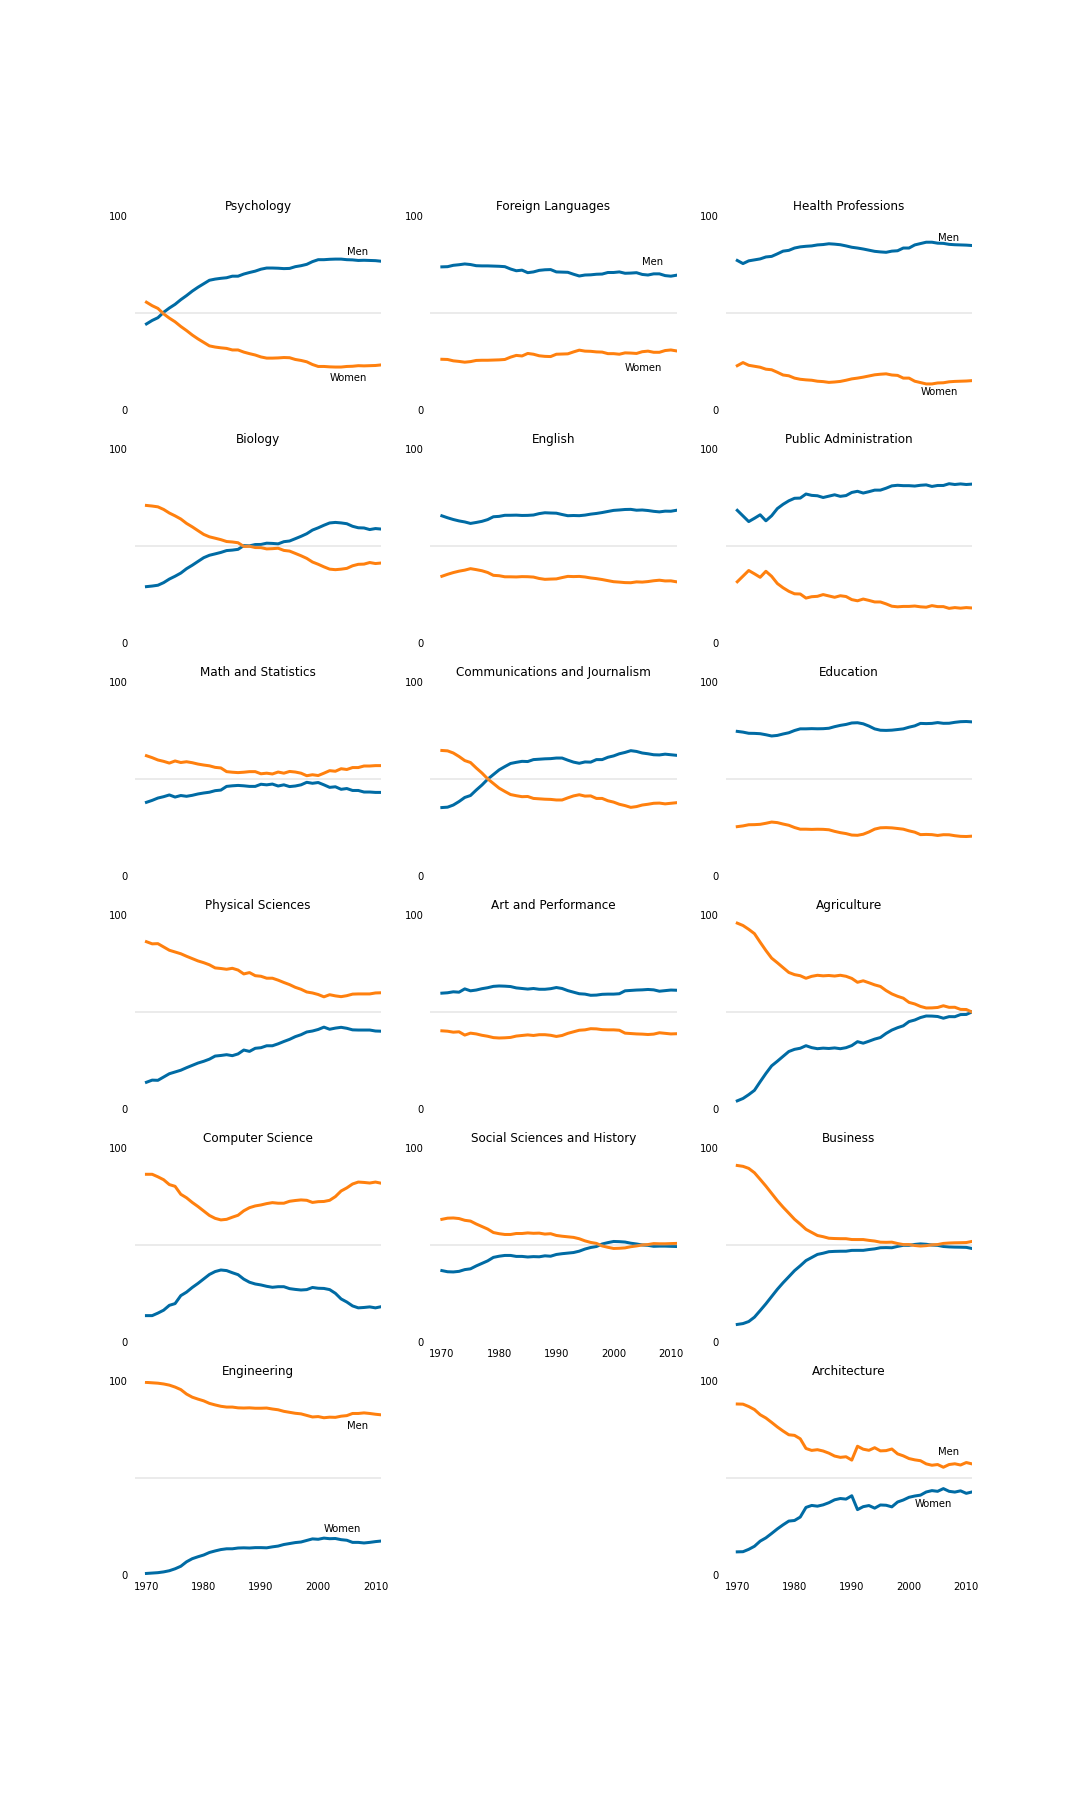 Psychology
100
Men
Women
0
Foreign Languages
100
Men
Women
0
Health Professions
100
Men
Women
0
Biology
100
0
English
100
0
Public Administration
100
0
Math and Statistics
100
0
Communications and Journalism
100
0
Education
100
0
Physical Sciences
100
0
Art and Performance
100
0
Agriculture
100
0
Computer Science
100
0
Social Sciences and History
100
0
1970 1980 1990 2000 2010
Business
100
0
Engineering
100
Men
Women
0
1970 1980 1990 2000 2010
Architecture
100
Men
Women
0
1970 1980 1990 2000 2010